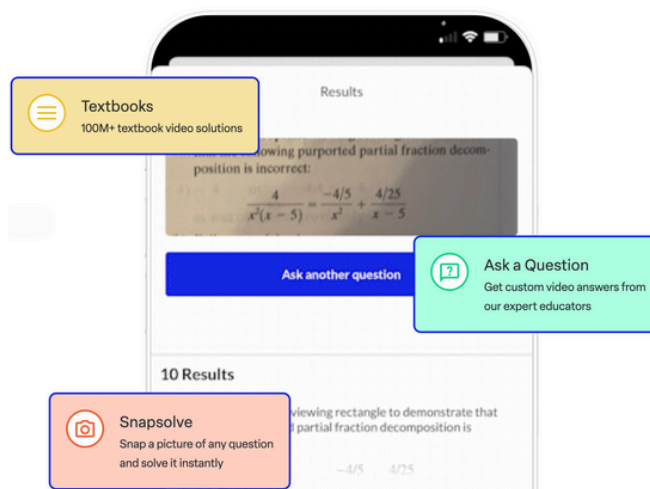 Results
Textbooks
100M+ textbook video solutions
following purported partial fraction decom-
position is incorrect:
4/x²(x − 5) = −4/5/x² + 4/25/x − 5
Ask another question
Ask a Question
Get custom video answers from
our expert educators
10 Results
Snapsolve
Snap a picture of any question
and solve it instantly
viewing rectangle to demonstrate that
partial fraction decomposition is
−4/5 4/25